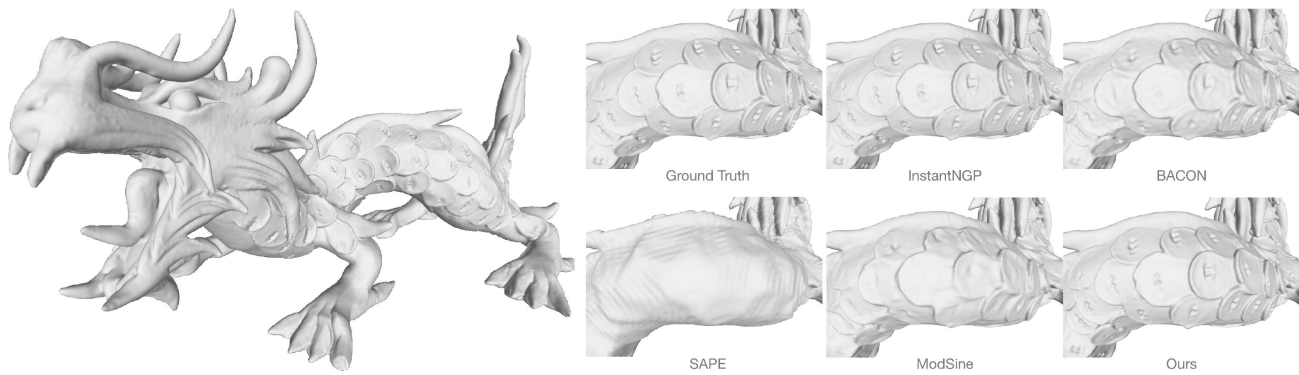 Ground Truth
InstantNGP
BACON
SAPE
ModSine
Ours